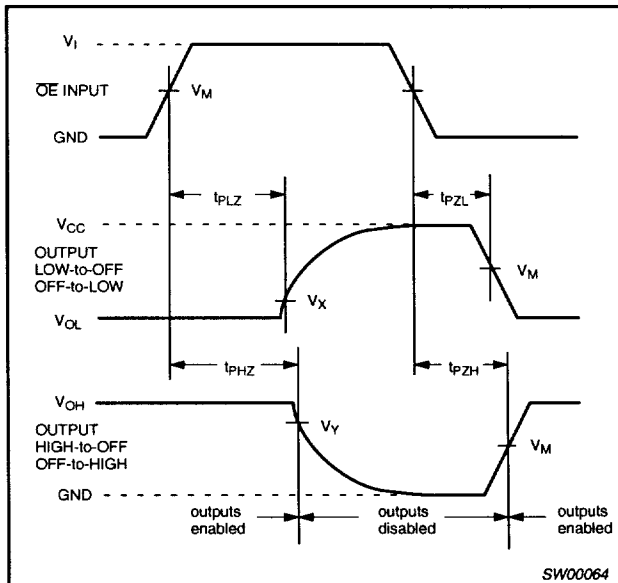 V_I
OE INPUT
V_M
GND
t_PLZ
t_PZL
V_CC
OUTPUT
LOW-to-OFF
OFF-to-LOW
V_M
V_X
V_OL
t_PHZ
t_PZH
V_OH
OUTPUT
HIGH-to-OFF
OFF-to-HIGH
V_Y
V_M
GND
outputs
enabled
outputs
disabled
outputs
enabled
SW00064